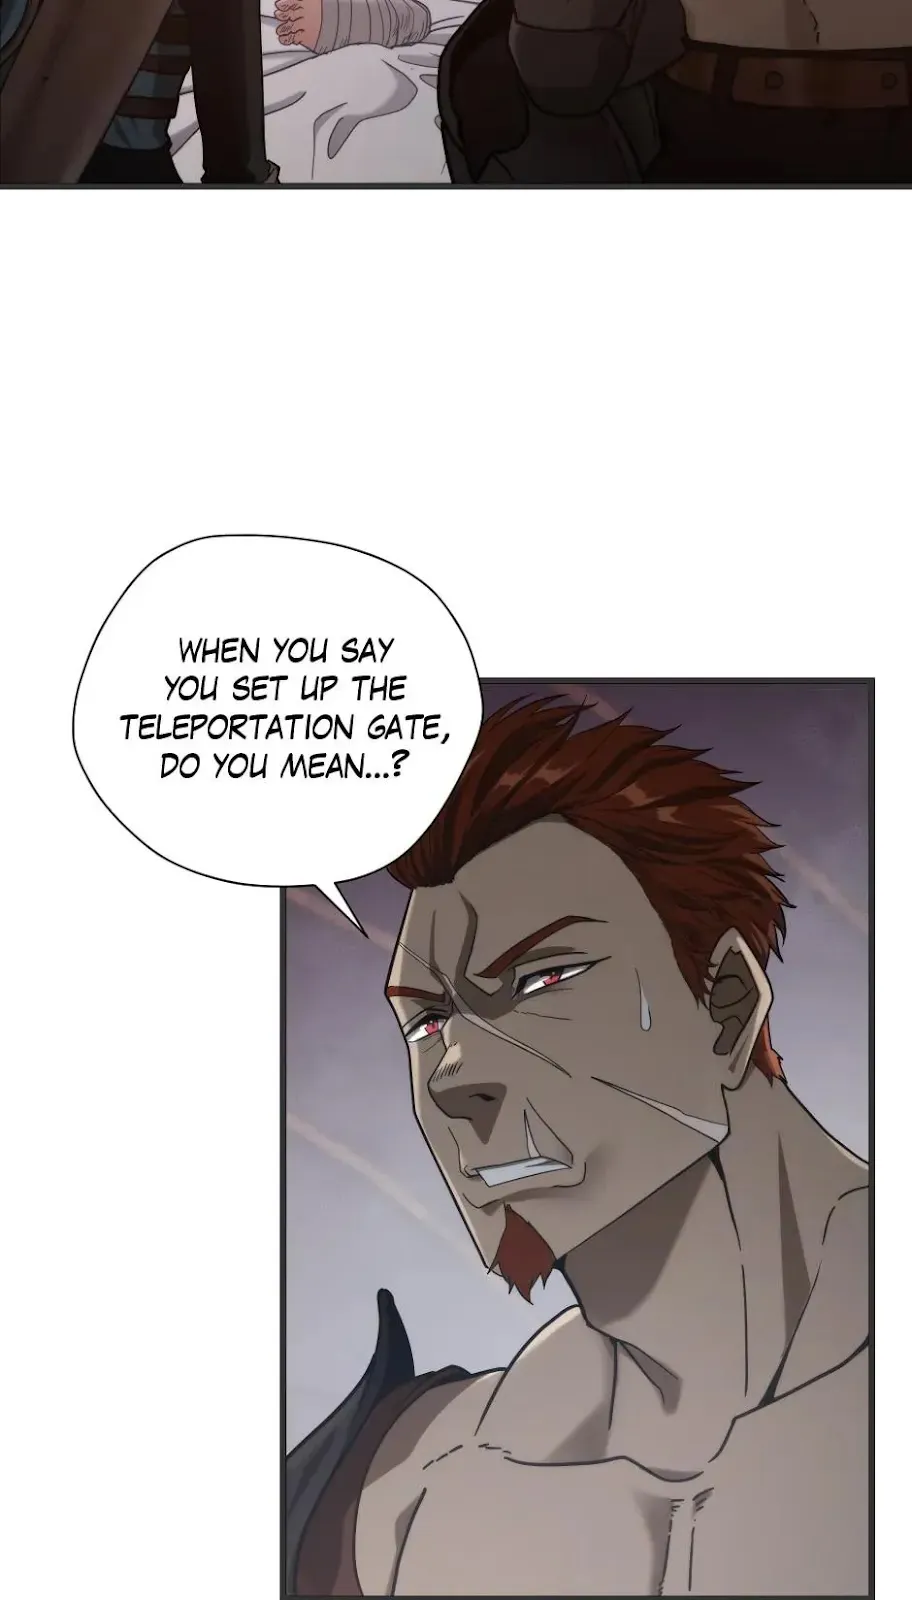 WHEN YOU SAY
YOU SET UP THE
TELEPORTATION GATE,
DO YOU MEAN...?